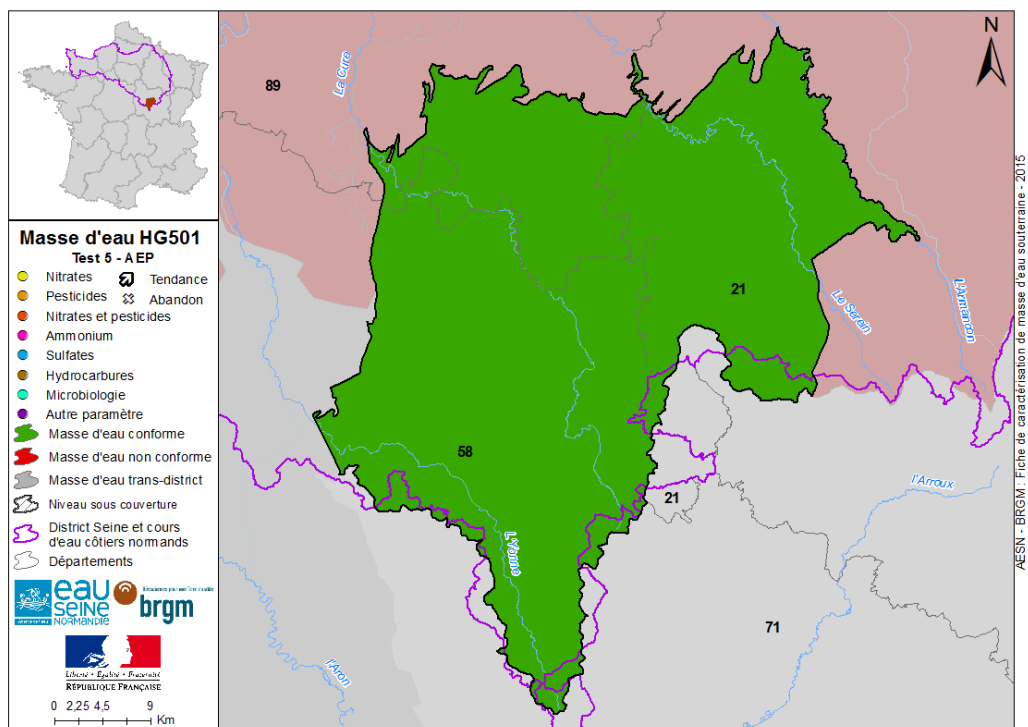 Masse d'eau HG501
Test 5 - AEP
Nitrates
Tendance
Pesticides
Abandon
Nitrates et pesticides
Ammonium
Sulfates
Hydrocarbures
Microbiologie
Autre paramètre
Masse d'eau conforme
Masse d'eau non conforme
Masse d'eau trans-district
Niveau sous couverture
District Seine et cours
d'eau côtiers normands
Départements
eau
SEINE
NORMANDIE
brgm
Liberté • Égalité • Fraternité
RÉPUBLIQUE FRANÇAISE
0 2,25 4,5 9
Km
N
89
La Cure
21
Le Serein
L'Armancon
58
21
l'Arroux
L'Yonne
71
l'Aron
AESN - BRGM : Fiche de caractérisation de masse d'eau souterraine - 2015